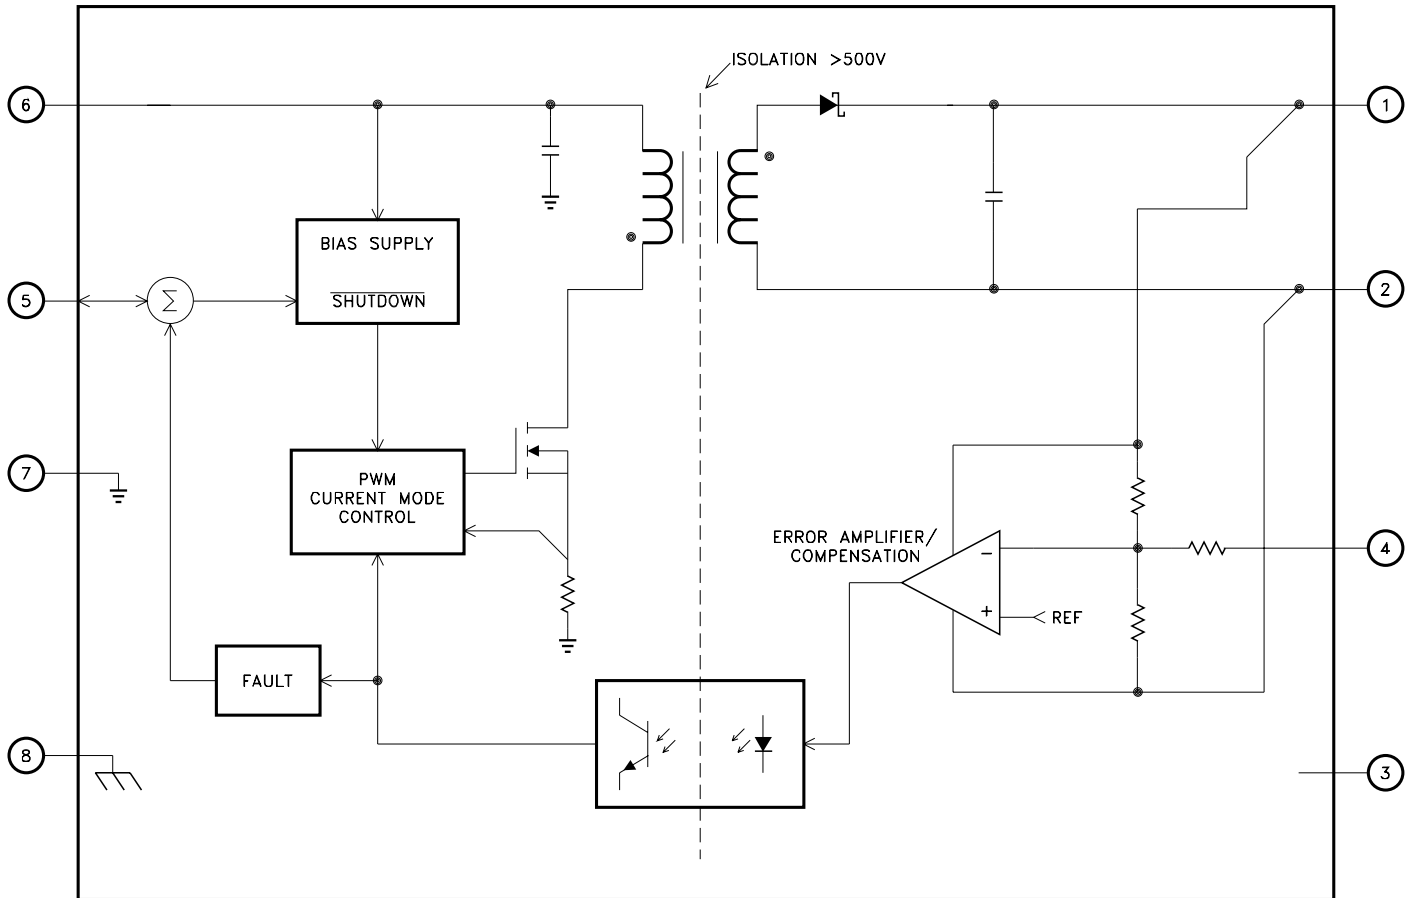 ISOLATION >500V
6
1
BIAS SUPPLY
SHUTDOWN
5
Σ
2
7
PWM
CURRENT MODE
CONTROL
ERROR AMPLIFIER/
COMPENSATION
−
+
REF
4
FAULT
8
3